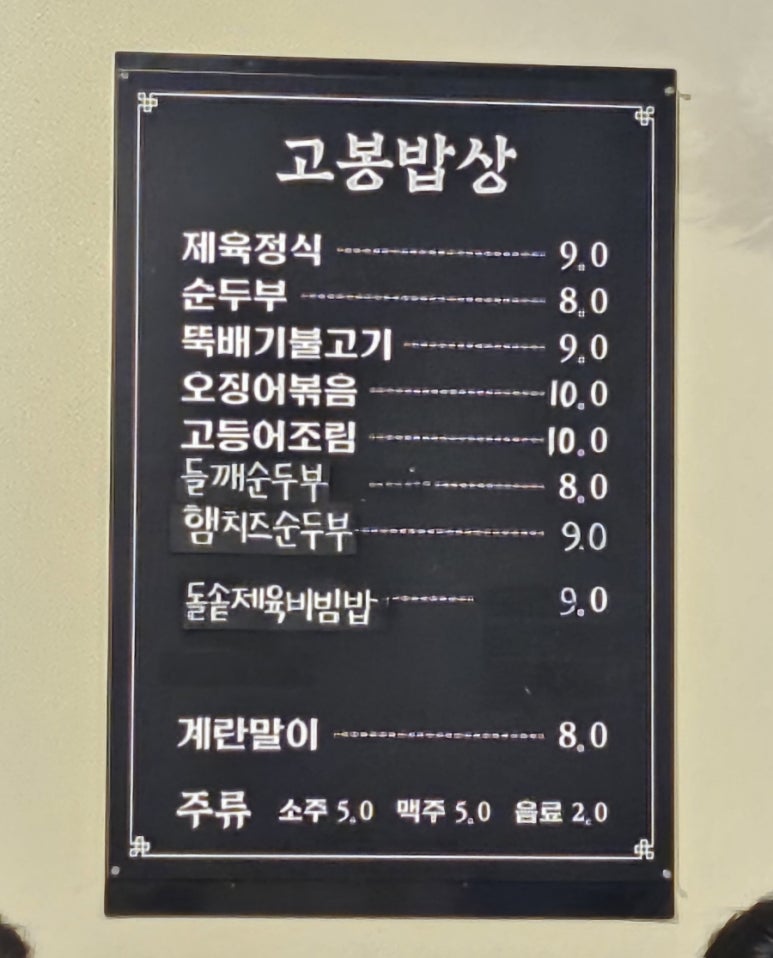 고봉밥상
제육정식 9.0
순두부 8.0
뚝배기불고기 9.0
오징어볶음 10.0
고등어조림 10.0
들깨순두부 8.0
햄치즈순두부 9.0
돌솥제육비빔밥 9.0
계란말이 8.0
주류 소주 5.0 맥주 5.0 음료 2.0